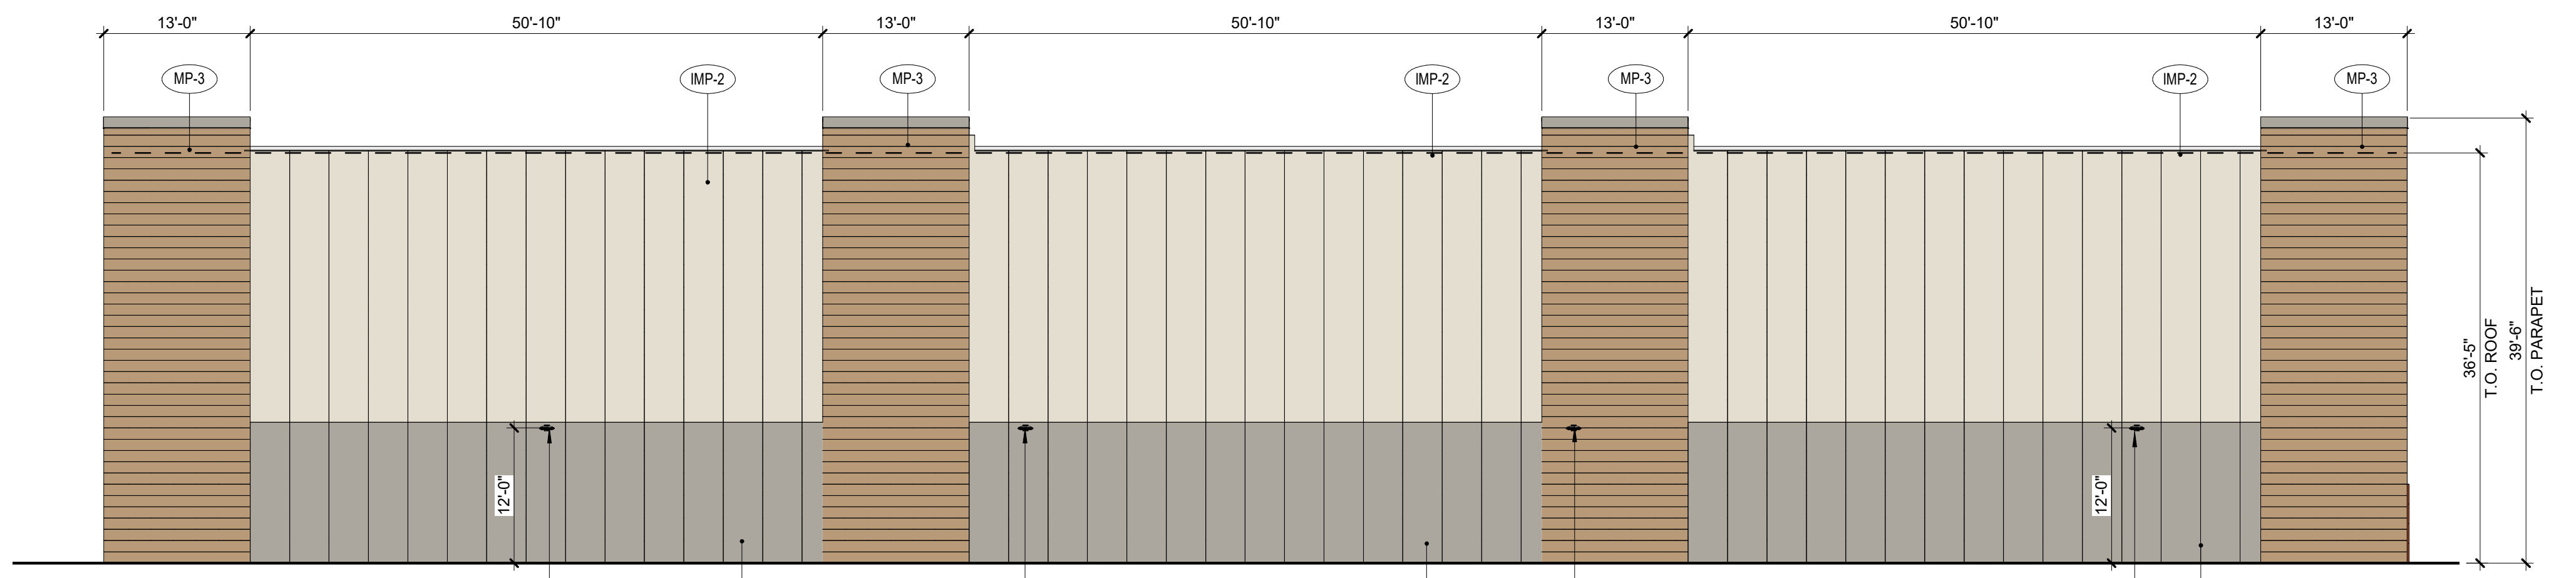 13'-0" 50'-10" 13'-0" 50'-10" 13'-0" 50'-10" 13'-0"
MP-3 IMP-2 MP-3 IMP-2 MP-3 IMP-2 MP-3
36'-5"
T.O. ROOF
39'-6"
T.O. PARAPET
12'-0"
12'-0"